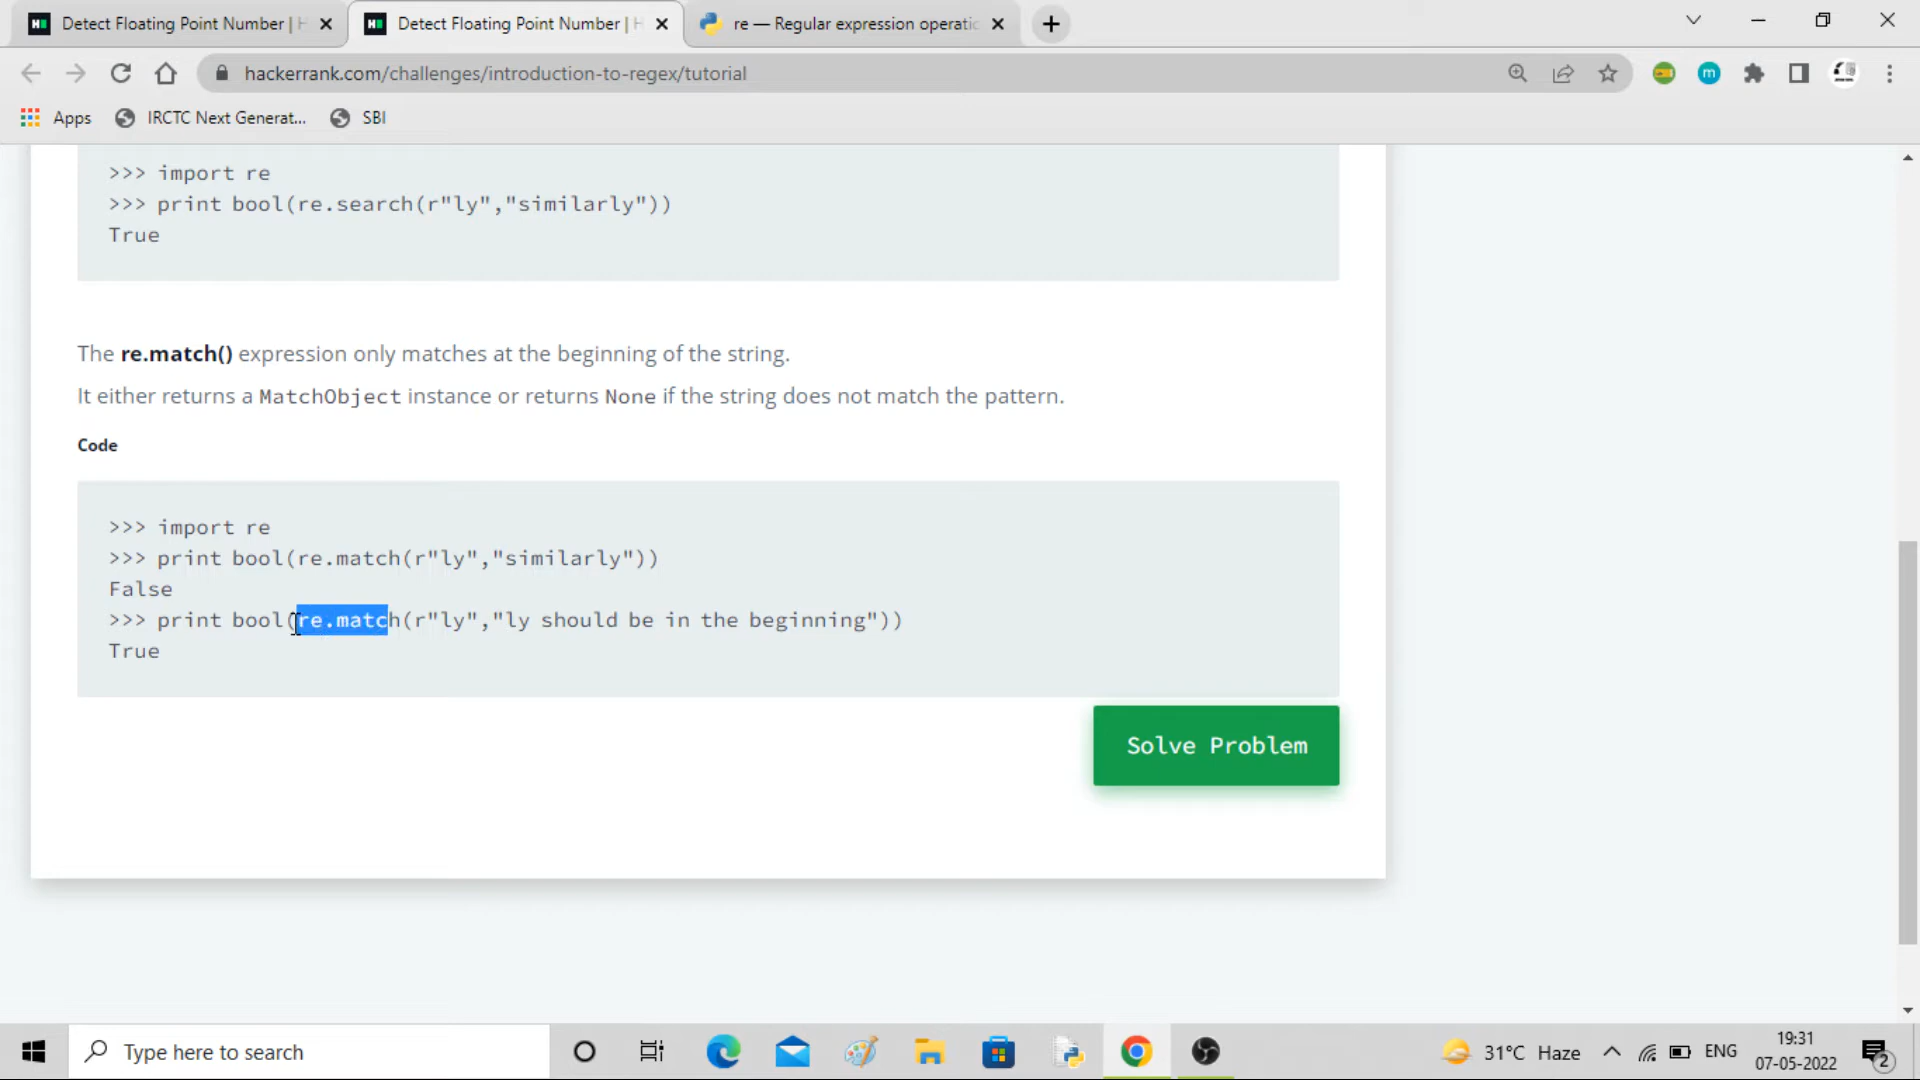 Detect Floating Point Number | H
Detect Floating Point Number | H
re — Regular expression operatio
hackerrank.com/challenges/introduction-to-regex/tutorial
m
Apps
IRCTC Next Generat...
SBI
>>> import re
>>> print bool(re.search(r"ly","similarly"))
True
The re.match() expression only matches at the beginning of the string.
It either returns a MatchObject instance or returns None if the string does not match the pattern.
Code
>>> import re
>>> print bool(re.match(r"ly","similarly"))
False
>>> print bool(re.match(r"ly","ly should be in the beginning"))
True
Solve Problem
Type here to search
31°C Haze
ENG
19:31
07-05-2022
2